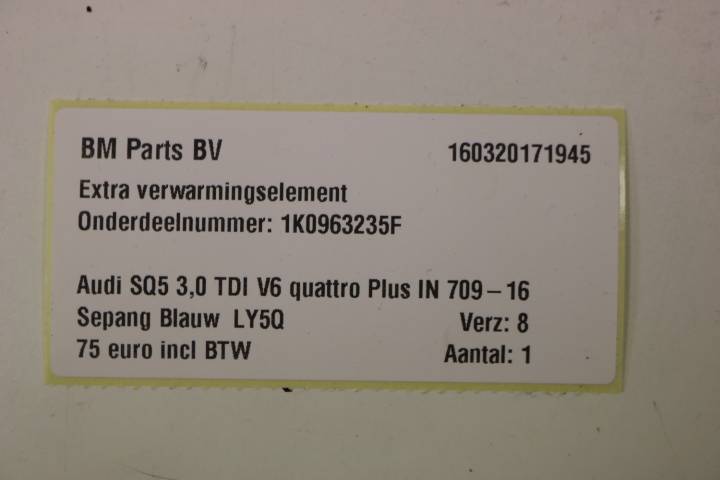 BM Parts BV 160320171945
Extra verwarmingselement
Onderdeelnummer: 1K0963235F
Audi SQ5 3,0 TDI V6 quattro Plus IN 709-16
Sepang Blauw LY5Q Verz: 8
75 euro incl BTW Aantal: 1